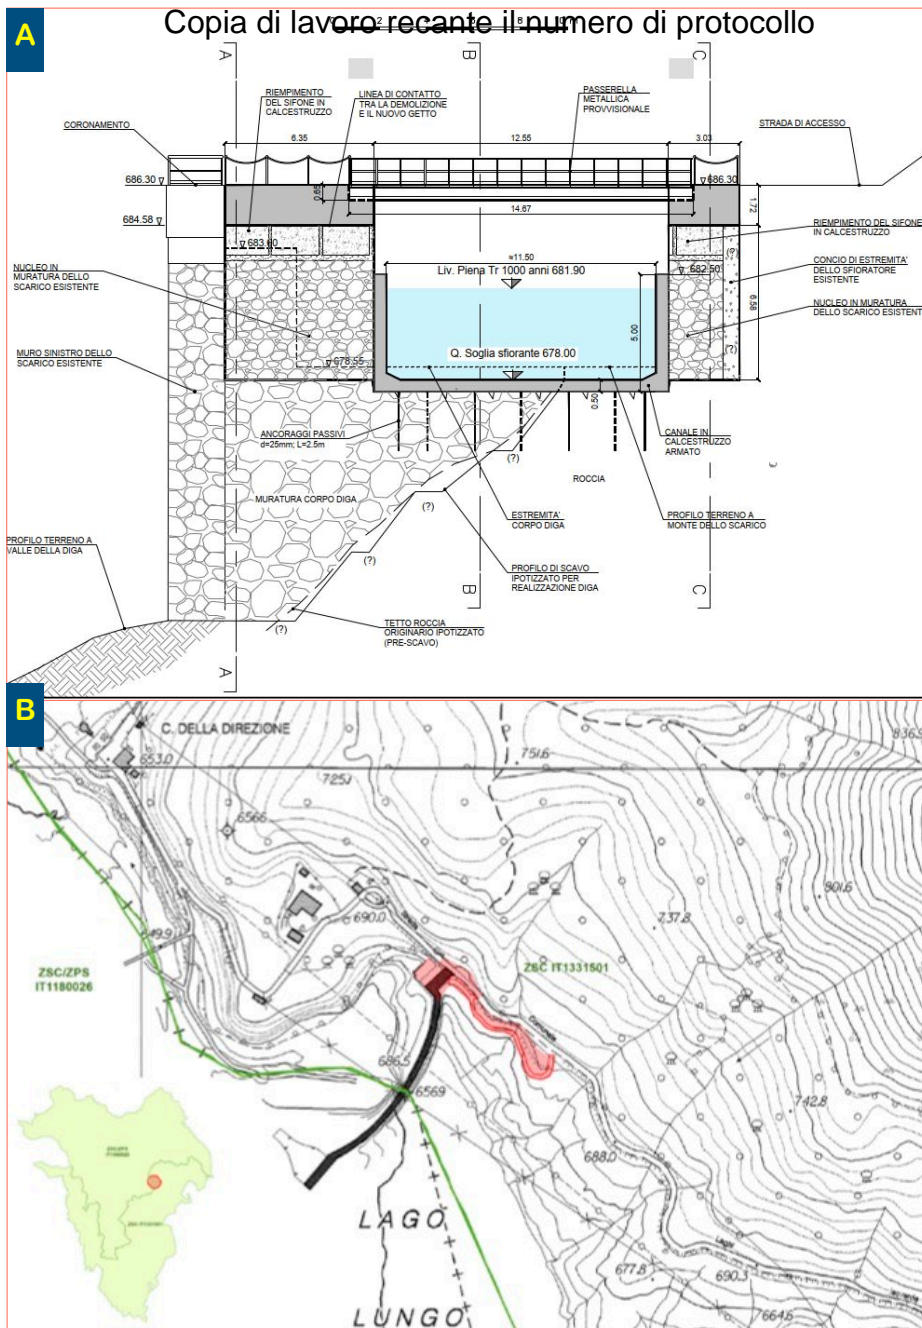 A
Copia di lavoro recante il numero di protocollo
A
B
C
RIEMPIMENTO
DEL SIFONE IN
CALCESTRUZZO
LINEA DI CONTATTO
TRA LA DEMOLIZIONE
E IL NUOVO GETTO
PASSERELLA
METALLICA
PROVVISIONALE
CORONAMENTO
STRADA DI ACCESSO
6.35
12.55
3.03
686.30
686.30
0.65
14.67
1.72
684.58
683.60
RIEMPIMENTO DEL SIFONE
IN CALCESTRUZZO
(?)
≈11.50
Liv. Piena Tr 1000 anni 681.90
682.50
CONCIO DI ESTREMITA'
DELLO SFIORATORE
ESISTENTE
NUCLEO IN
MURATURA DELLO
SCARICO ESISTENTE
6.58
5.00
NUCLEO IN MURATURA
DELLO SCARICO ESISTENT
MURO SINISTRO DELLO
SCARICO ESISTENTE
678.55
Q. Soglia sfiorante 678.00
(?)
0.50
ANCORAGGI PASSIVI
d=25mm; L=2.5m
CANALE IN
CALCESTRUZZO
ARMATO
(?)
ROCCIA
MURATURA CORPO DIGA
(?)
ESTREMITA'
CORPO DIGA
PROFILO TERRENO A
MONTE DELLO SCARICO
PROFILO TERRENO A
VALLE DELLA DIGA
(?)
PROFILO DI SCAVO
IPOTIZZATO PER
REALIZZAZIONE DIGA
B
C
(?)
TETTO ROCCIA
ORIGINARIO IPOTIZZATO
(PRE-SCAVO)
A
B
C. DELLA DIREZIONE
653.0
725.1
751.6
836.
6566
801.6
690.0
737.8
649.9
ZSC/ZPS
IT1180026
ZSC IT1331501
686.5
6569
742.8
688.0
LAGO
LUNGO
677.8
690.3
664.6